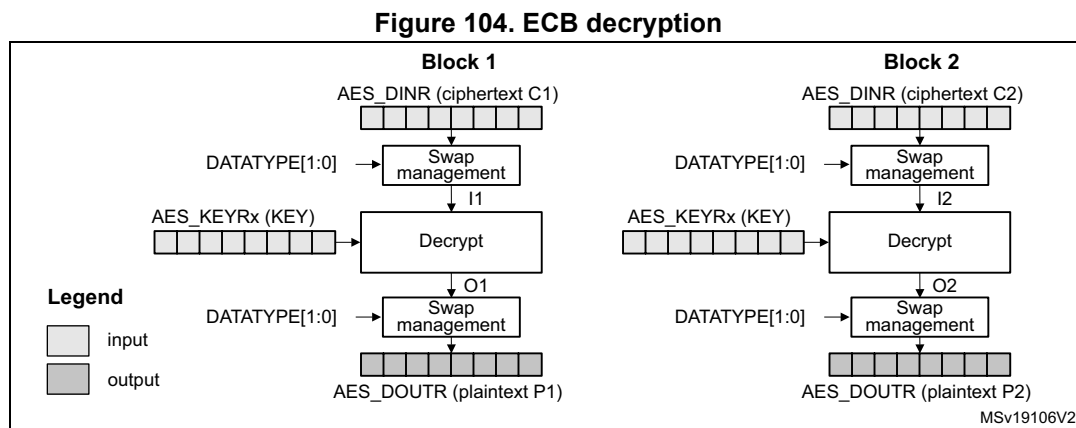 Figure 104. ECB decryption
Block 1
AES_DINR (ciphertext C1)
DATATYPE[1:0]
Swap
management
I1
AES_KEYRx (KEY)
Decrypt
O1
DATATYPE[1:0]
Swap
management
AES_DOUTR (plaintext P1)
Block 2
AES_DINR (ciphertext C2)
DATATYPE[1:0]
Swap
management
I2
AES_KEYRx (KEY)
Decrypt
O2
DATATYPE[1:0]
Swap
management
AES_DOUTR (plaintext P2)
Legend
input
output
MSv19106V2